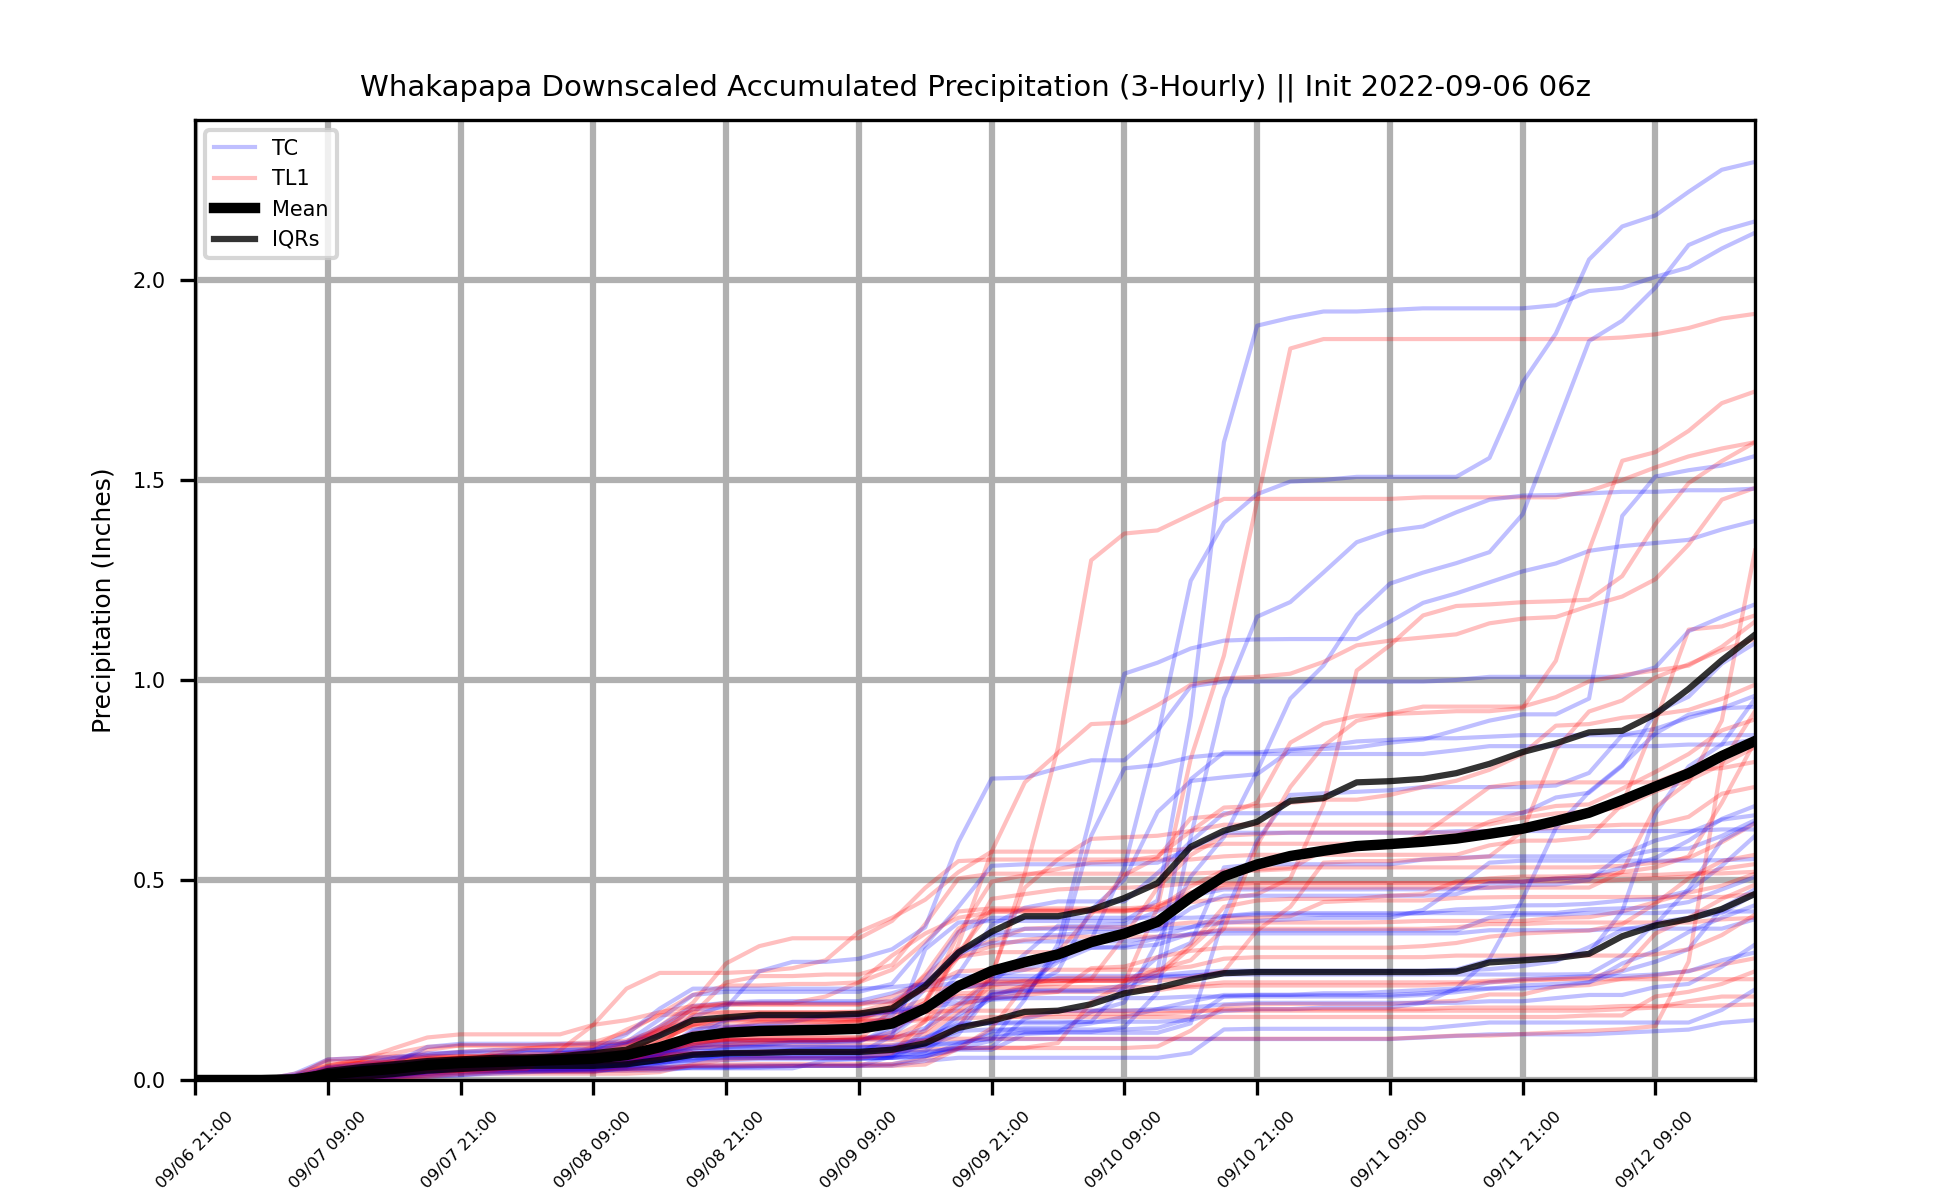 Whakapapa Downscaled Accumulated Precipitation (3-Hourly) || Init 2022-09-06 06z
TC
TL1
Mean
IQRs
Precipitation (Inches)
2.0
1.5
1.0
0.5
0.0
09/06 21:00
09/07 09:00
09/07 21:00
09/08 09:00
09/08 21:00
09/09 09:00
09/09 21:00
09/10 09:00
09/10 21:00
09/11 09:00
09/11 21:00
09/12 09:00